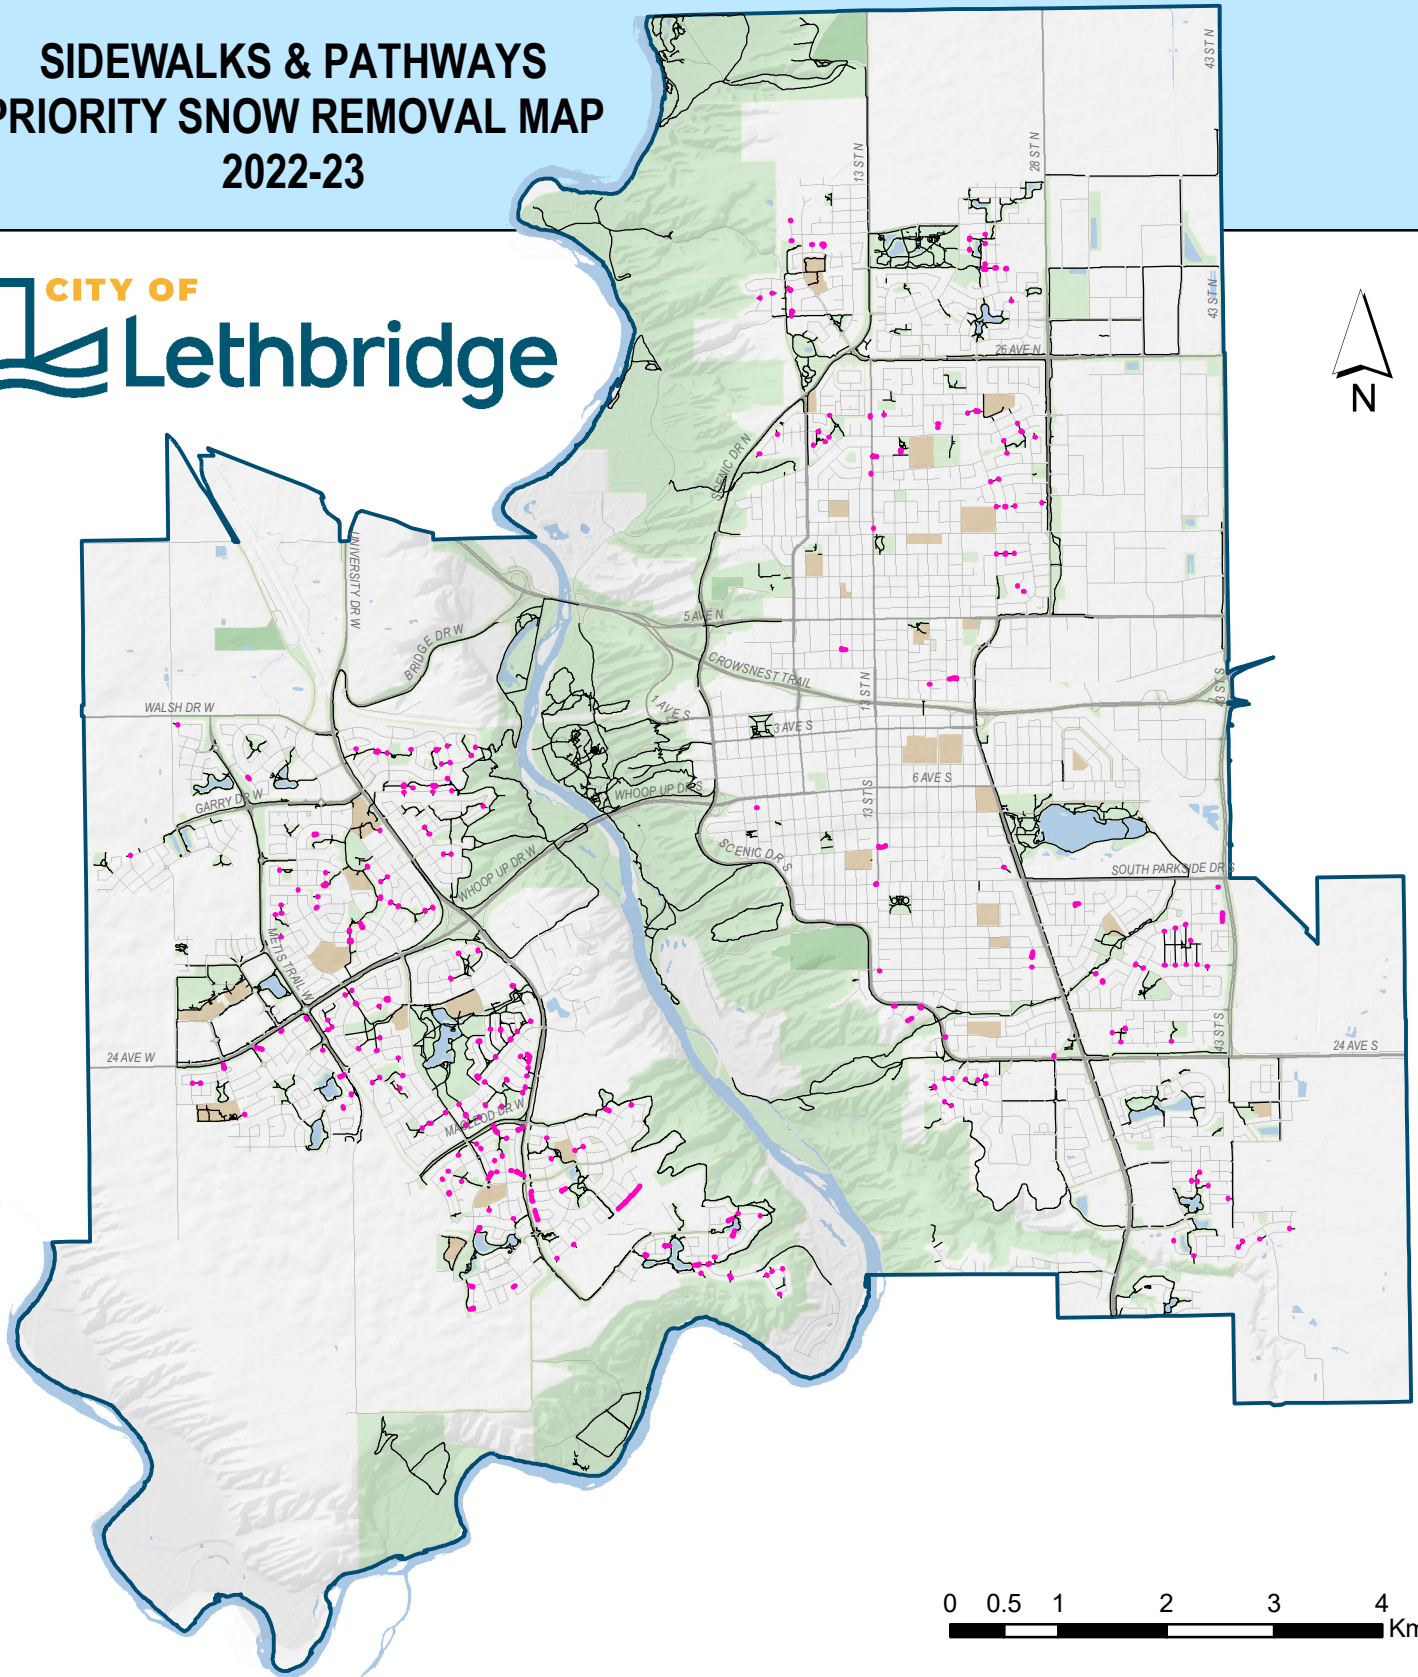 SIDEWALKS & PATHWAYS
PRIORITY SNOW REMOVAL MAP
2022-23
CITY OF
Lethbridge
N
43 ST N
13 ST N
28 ST N
43 ST N
26 AVE N
SCENIC DR N
UNIVERSITY DR W
BRIDGE DR W
5 AVE N
CROWSNEST TRAIL
13 ST N
43 ST S
WALSH DR W
1 AVE S
3 AVE S
6 AVE S
WHOOP UP DR S
GARRY DR W
13 ST S
SCENIC DR S
WHOOP UP DR W
SOUTH PARKSIDE DR S
METIS TRAIL W
43 ST S
24 AVE W
24 AVE S
MACLEOD DR W
0 0.5 1 2 3 4
Km